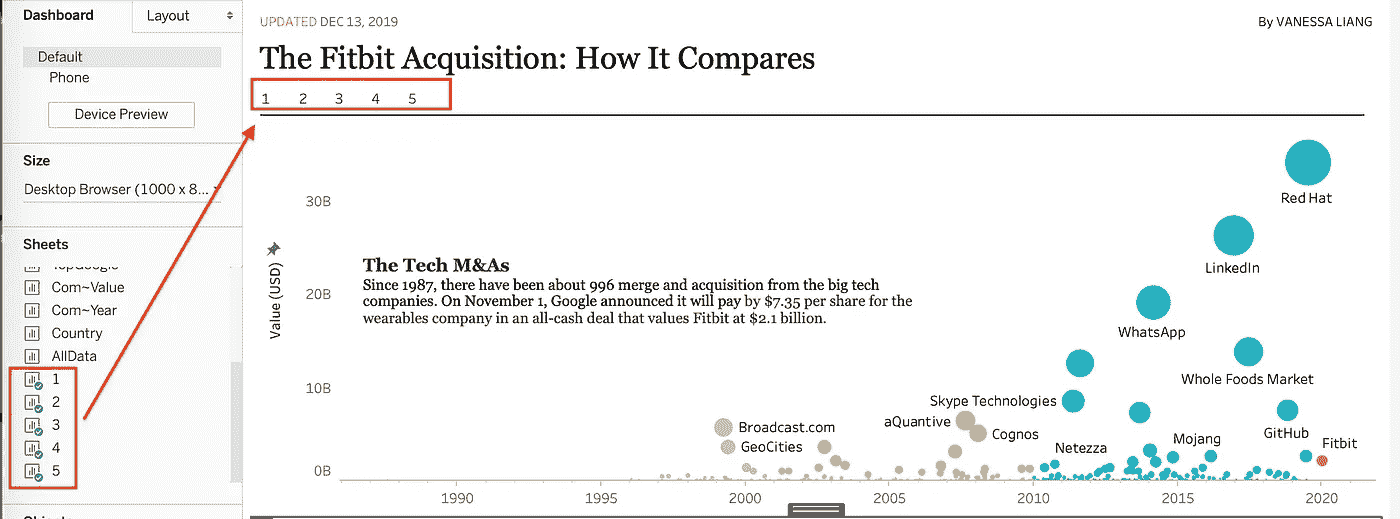 Dashboard
Layout
Default
Phone
Device Preview
Size
Desktop Browser (1000 x 8...
Sheets
Com~Value
Com~Year
Country
AllData
1
2
3
4
5
UPDATED DEC 13, 2019
By VANESSA LIANG
The Fitbit Acquisition: How It Compares
1 2 3 4 5
Value (USD)
30B
20B
10B
0B
The Tech M&As
Since 1987, there have been about 996 merge and acquisition from the big tech
companies. On November 1, Google announced it will pay by $7.35 per share for the
wearables company in an all-cash deal that values Fitbit at $2.1 billion.
Red Hat
LinkedIn
WhatsApp
Whole Foods Market
Skype Technologies
aQuantive
Broadcast.com
Cognos
GeoCities
Netezza
Mojang
GitHub
Fitbit
1990 1995 2000 2005 2010 2015 2020